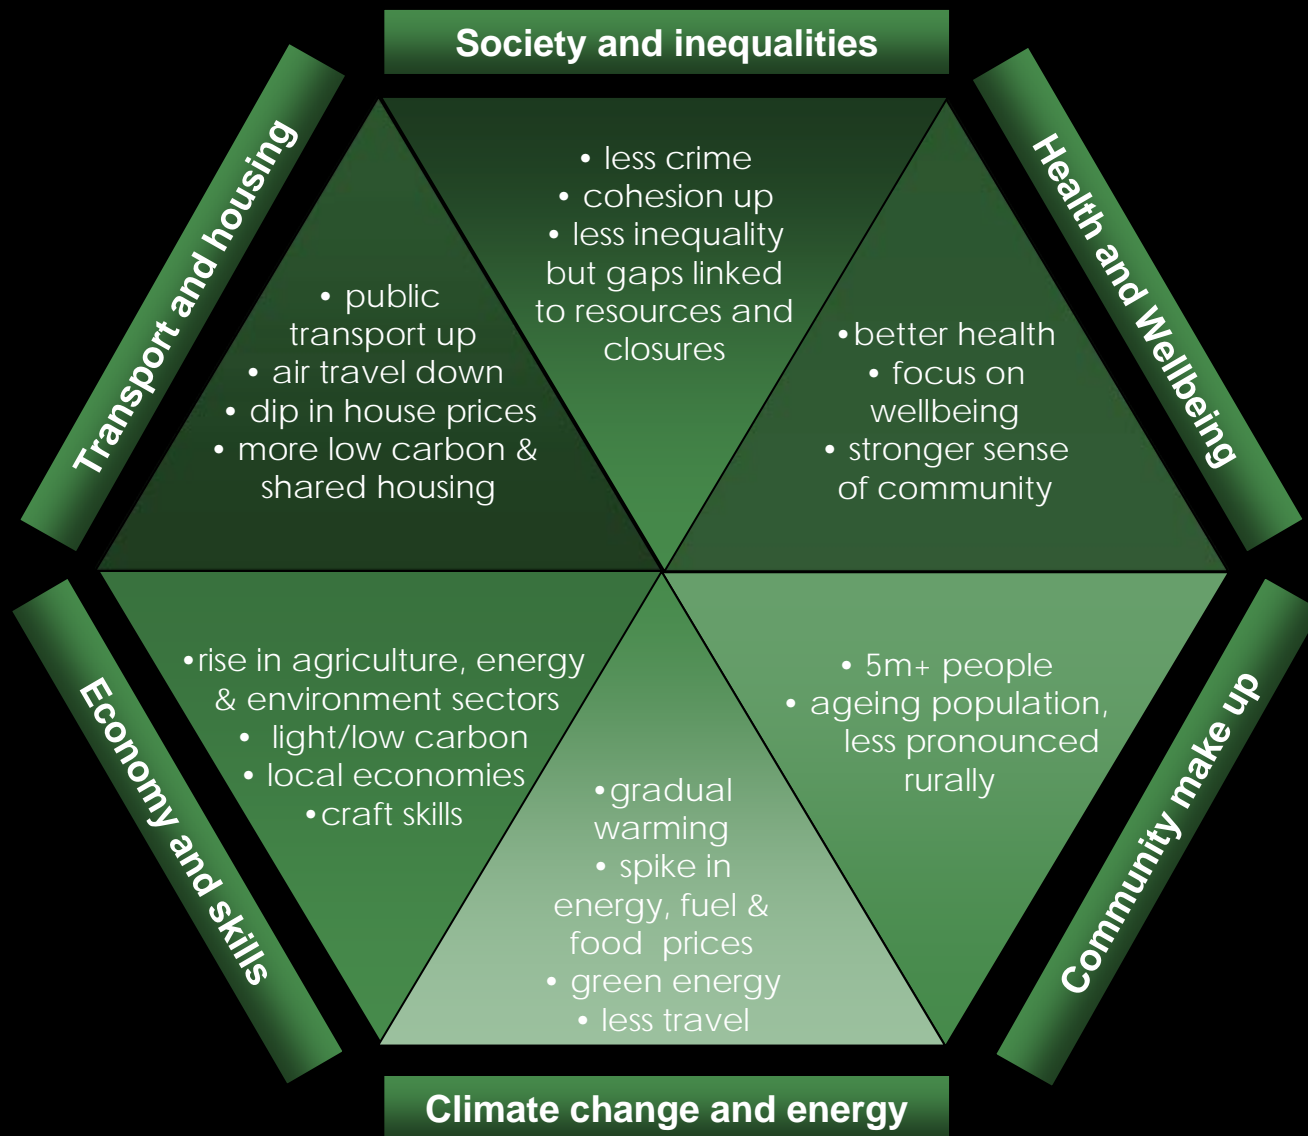 Society and inequalities
• less crime
• cohesion up
• less inequality
but gaps linked
to resources and
closures
Health and Wellbeing
•better health
• focus on
wellbeing
• stronger sense
of community
Community make up
• 5m+ people
• ageing population,
less pronounced
rurally
Climate change and energy
•gradual
warming
• spike in
energy, fuel &
food prices
• green energy
• less travel
Economy and skills
•rise in agriculture, energy
& environment sectors
• light/low carbon
• local economies
•craft skills
Transport and housing
• public
transport up
• air travel down
• dip in house prices
• more low carbon &
shared housing